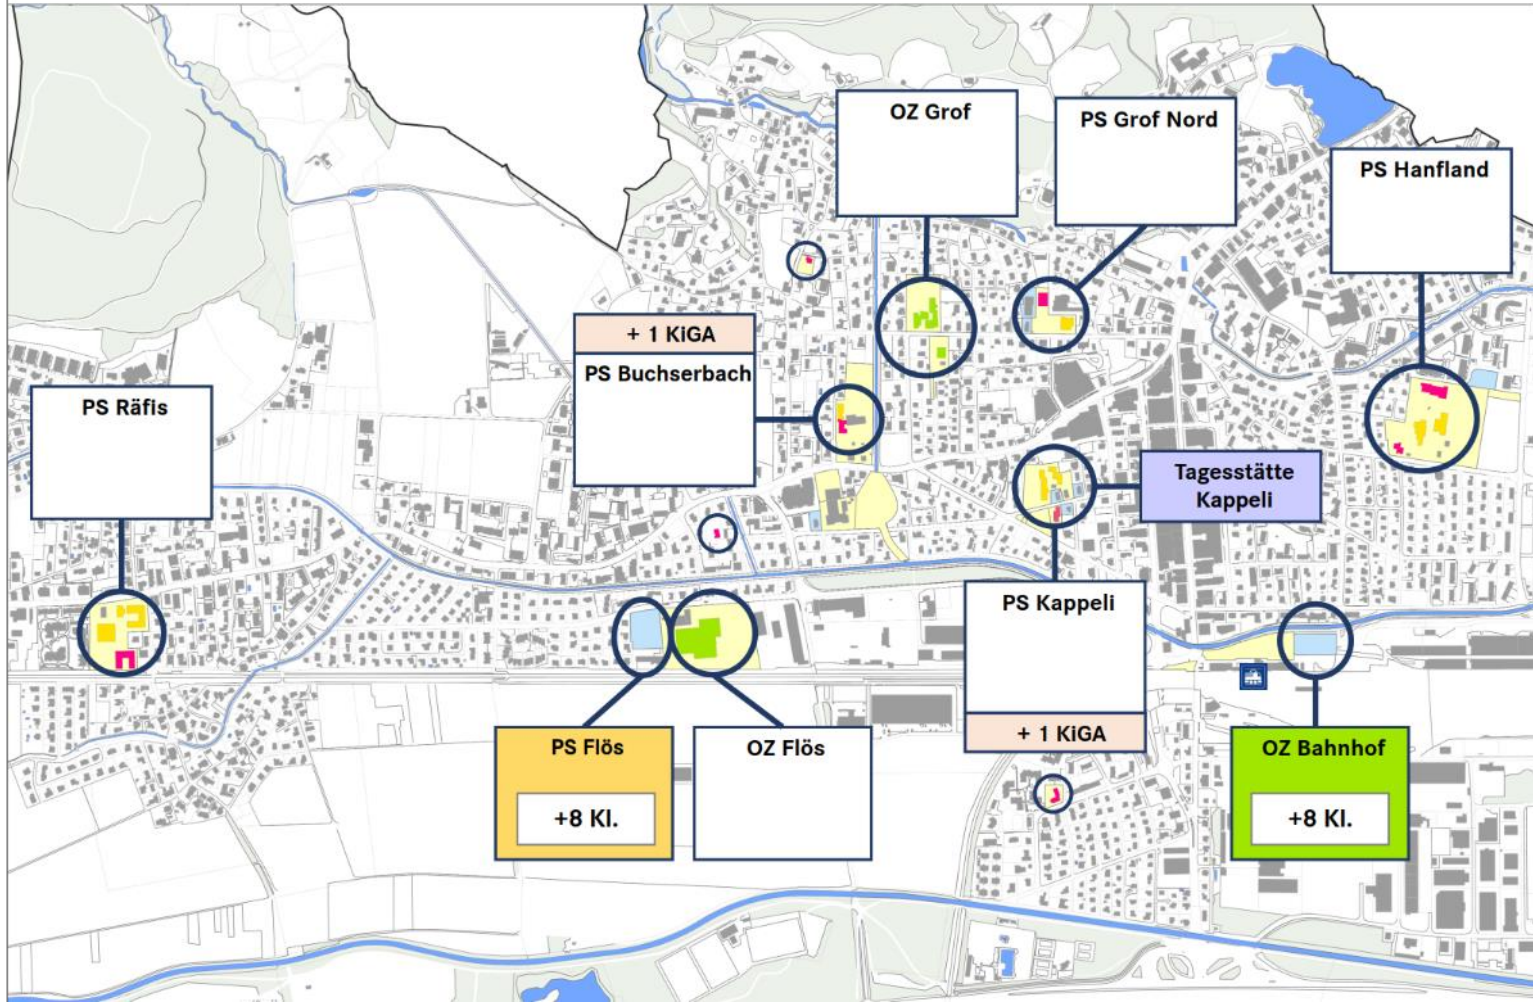 OZ Grof
PS Grof Nord
PS Hanfland
+ 1 KiGA
PS Buchserbach
PS Räfis
Tagesstätte
Kappeli
PS Kappeli
+ 1 KiGA
PS Flös
+8 Kl.
OZ Flös
OZ Bahnhof
+8 Kl.